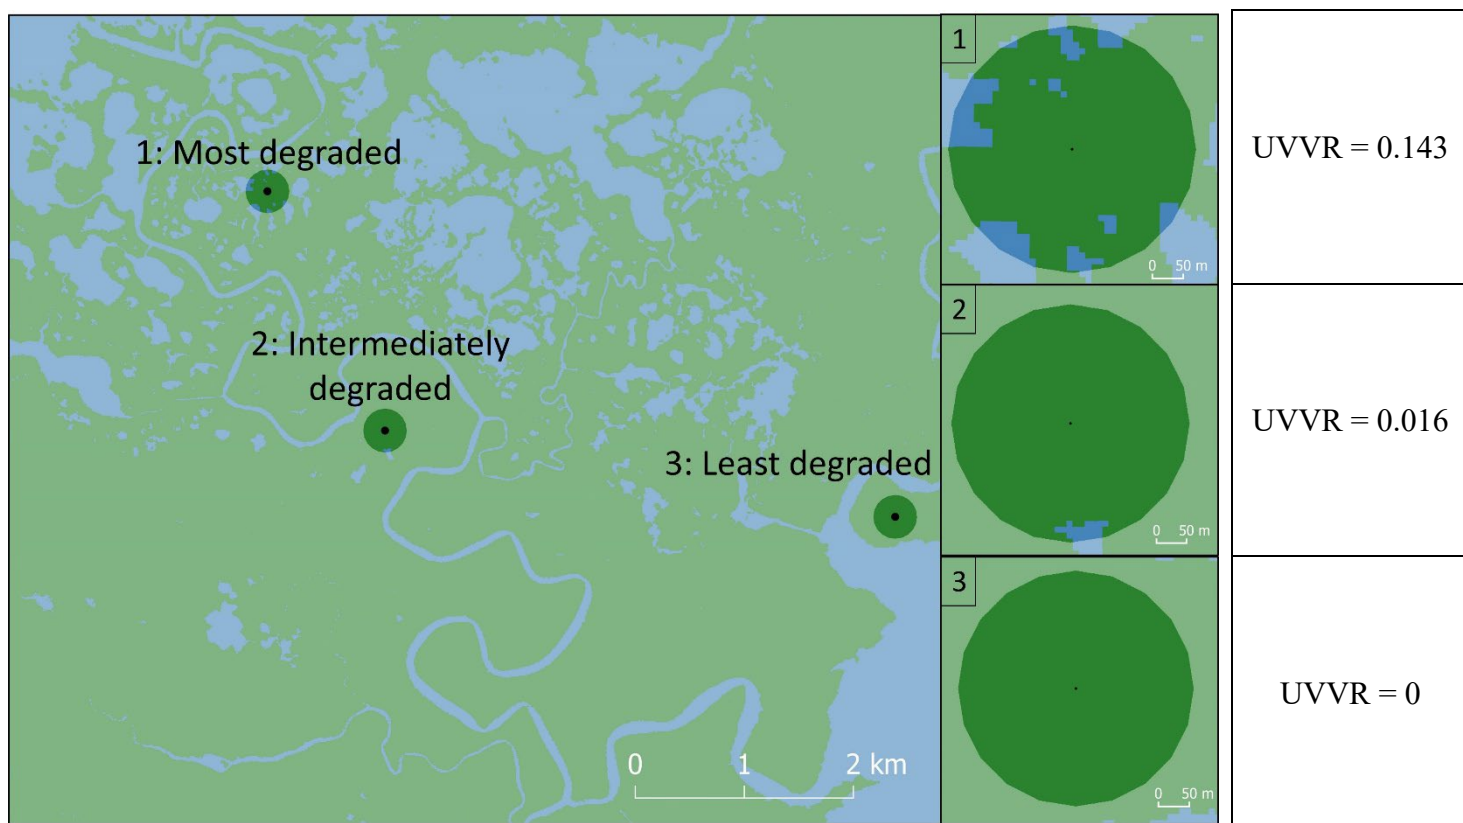 1: Most degraded
2: Intermediately
degraded
3: Least degraded
0 1 2 km
1
0 50 m
UVVR = 0.143
2
0 50 m
UVVR = 0.016
3
0 50 m
UVVR = 0